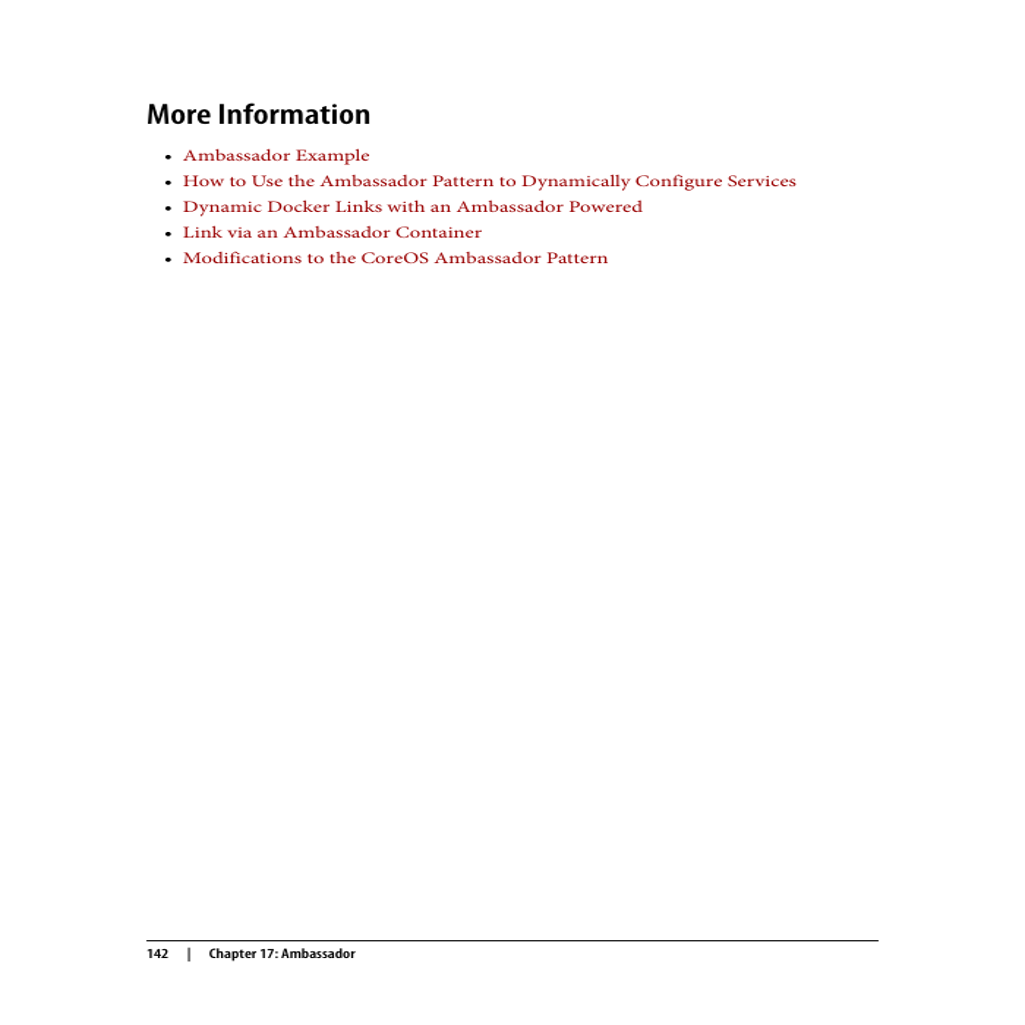 More Information
• Ambassador Example
• How to Use the Ambassador Pattern to Dynamically Configure Services
• Dynamic Docker Links with an Ambassador Powered
• Link via an Ambassador Container
• Modifications to the CoreOS Ambassador Pattern
142 | Chapter 17: Ambassador